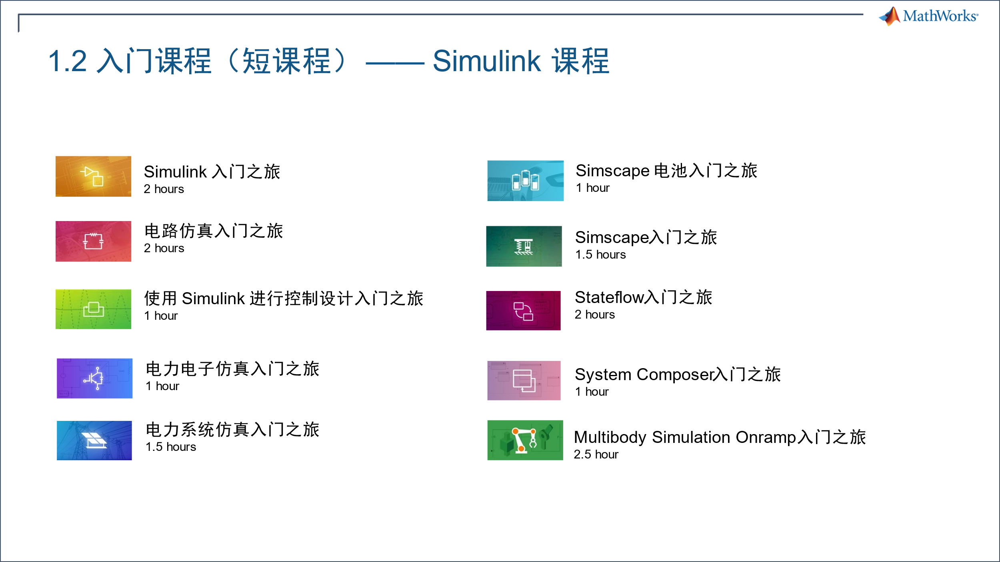 MathWorks®
1.2 入门课程（短课程）—— Simulink 课程
Simulink 入门之旅
2 hours
电路仿真入门之旅
2 hours
使用 Simulink 进行控制设计入门之旅
1 hour
电力电子仿真入门之旅
1 hour
电力系统仿真入门之旅
1.5 hours
Simscape 电池入门之旅
1 hour
Simscape入门之旅
1.5 hours
Stateflow入门之旅
2 hours
System Composer入门之旅
1 hour
Multibody Simulation Onramp入门之旅
2.5 hour